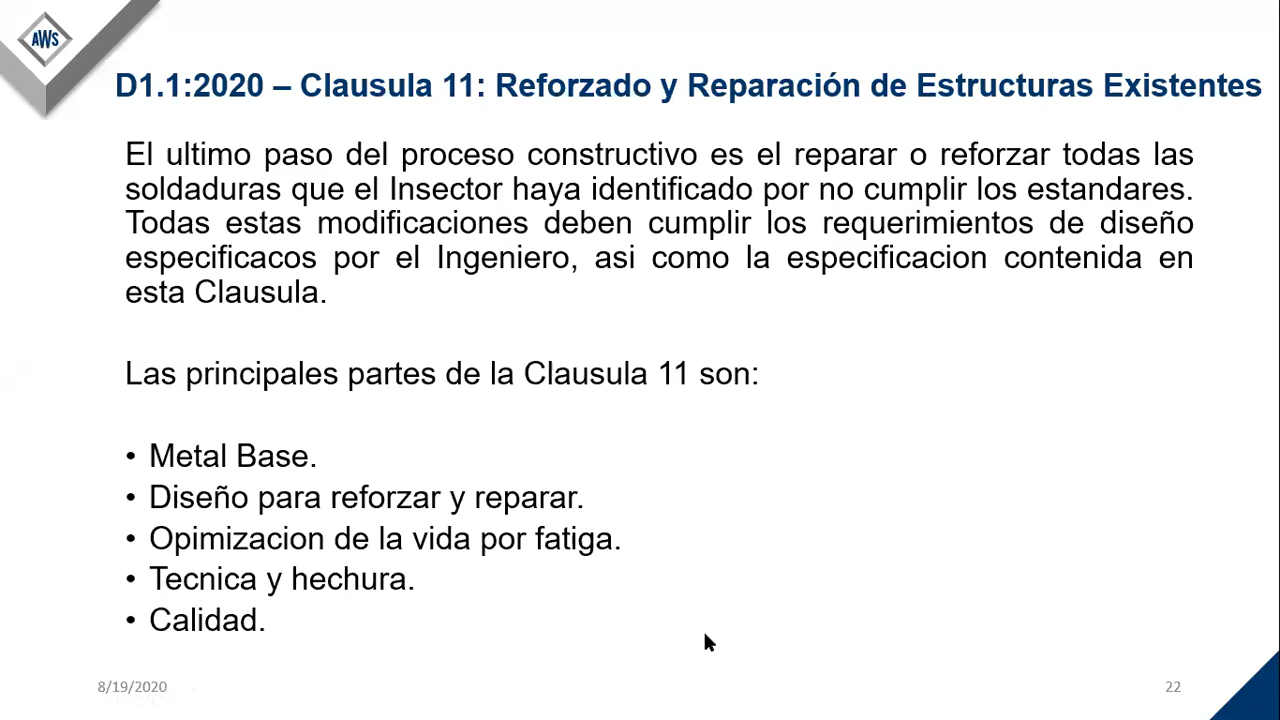 AWS
D1.1:2020 – Clausula 11: Reforzado y Reparación de Estructuras Existentes
El ultimo paso del proceso constructivo es el reparar o reforzar todas las
soldaduras que el Insector haya identificado por no cumplir los estandares.
Todas estas modificaciones deben cumplir los requerimientos de diseño
especificacos por el Ingeniero, asi como la especificacion contenida en
esta Clausula.
Las principales partes de la Clausula 11 son:
• Metal Base.
• Diseño para reforzar y reparar.
• Opimizacion de la vida por fatiga.
• Tecnica y hechura.
• Calidad.
8/19/2020
22